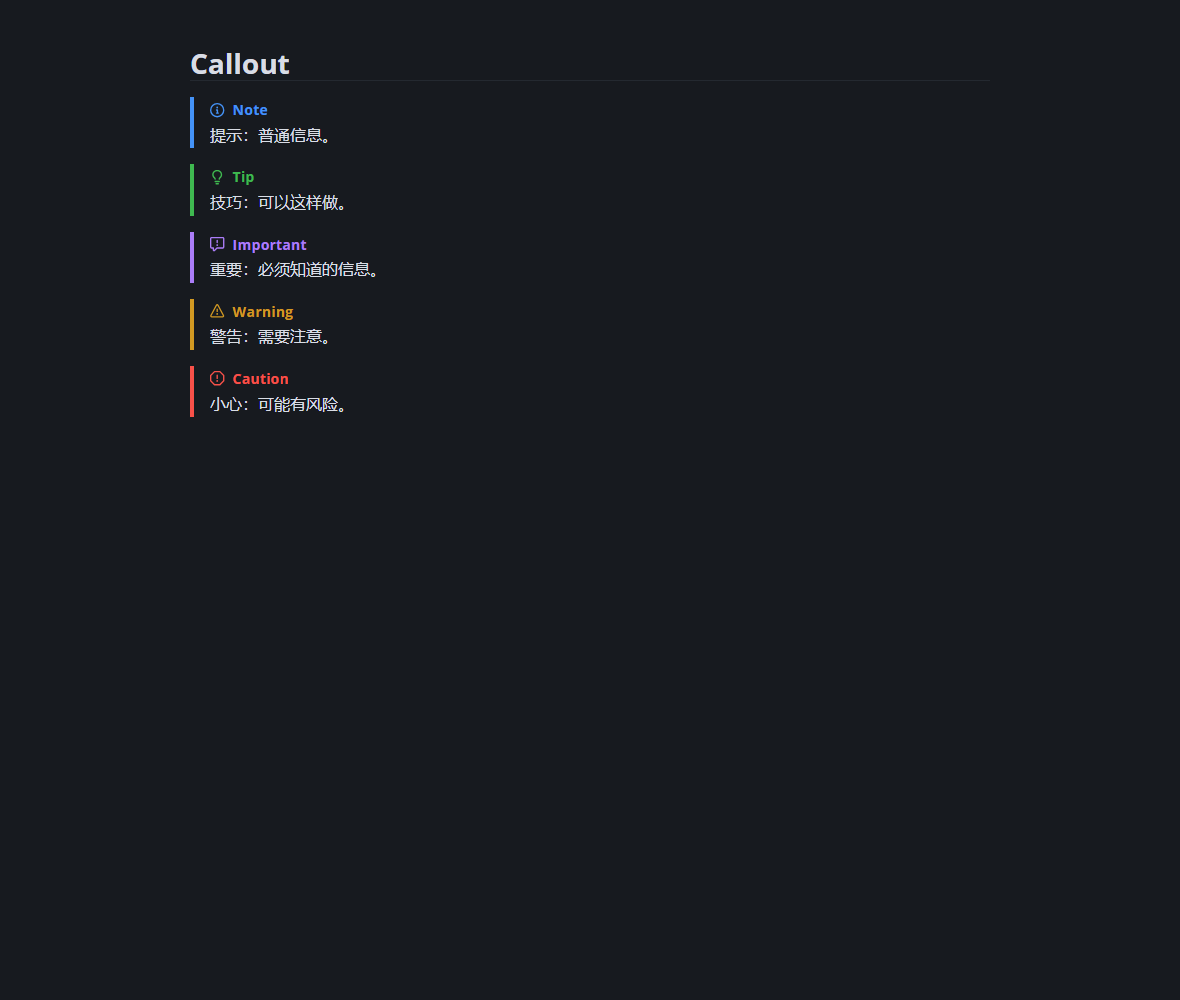 Callout
Note
提示：普通信息。
Tip
技巧：可以这样做。
Important
重要：必须知道的信息。
Warning
警告：需要注意。
Caution
小心：可能有风险。